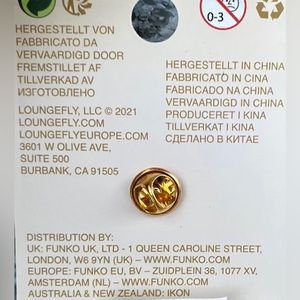 0-3
HERGESTELLT VON
FABBRICATO DA
VERVAARDIGD DOOR
FREMSTILLET AF
TILLVERKAD AV
ИЗГОТОВЛЕНО
HERGESTELLT IN CHINA
FABBRICATO IN CINA
FABRICADO NA CHINA
VERVAARDIGD IN CHINA
PRODUCERET I KINA
TILLVERKAT I KINA
СДЕЛАНО В КИТАЕ
LOUNGEFLY, LLC © 2021
LOUNGEFLY.COM
LOUNGEFLYEUROPE.COM
3601 W OLIVE AVE,
SUITE 500
BURBANK, CA 91505
DISTRIBUTION BY:
UK: FUNKO UK, LTD - 1 QUEEN CAROLINE STREET,
LONDON, W6 9YN (UK) – WWW.FUNKO.COM
EUROPE: FUNKO EU, BV – ZUIDPLEIN 36, 1077 XV,
AMSTERDAM (NL) – WWW.FUNKO.COM
AUSTRALIA & NEW ZEALAND: IKON